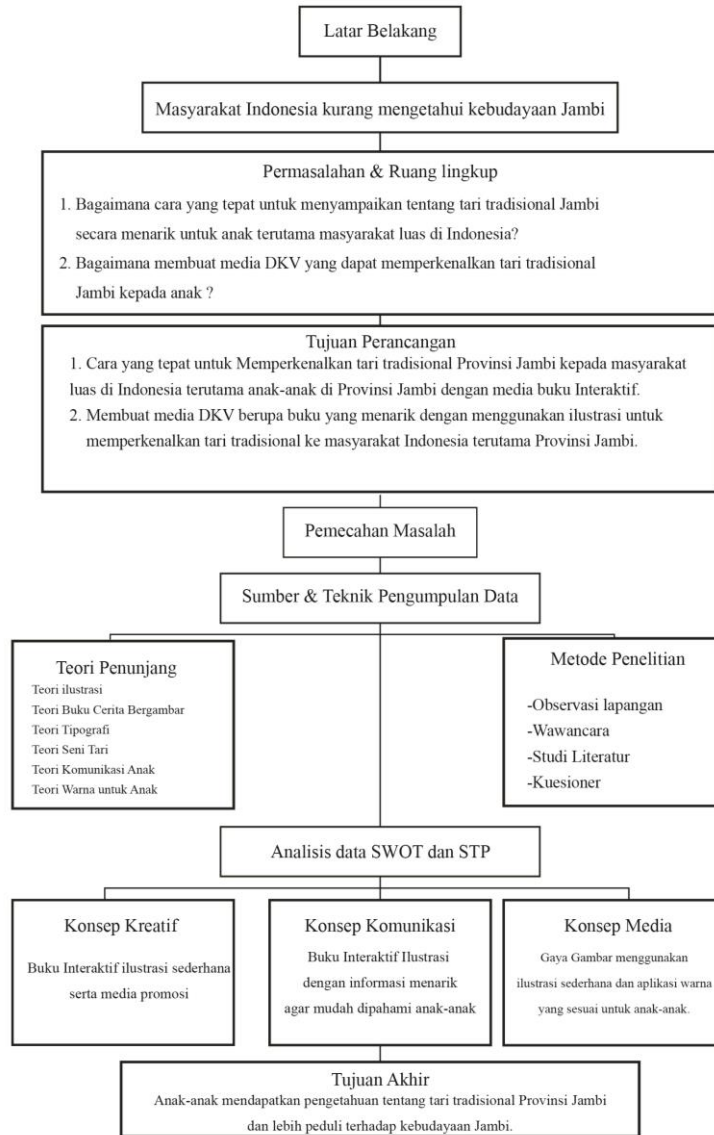 Latar Belakang
Masyarakat Indonesia kurang mengetahui kebudayaan Jambi
Permasalahan & Ruang lingkup
1. Bagaimana cara yang tepat untuk menyampaikan tentang tari tradisional Jambi
secara menarik untuk anak terutama masyarakat luas di Indonesia?
2. Bagaimana membuat media DKV yang dapat memperkenalkan tari tradisional
Jambi kepada anak ?
Tujuan Perancangan
1. Cara yang tepat untuk Memperkenalkan tari tradisional Provinsi Jambi kepada masyarakat
luas di Indonesia terutama anak-anak di Provinsi Jambi dengan media buku Interaktif.
2. Membuat media DKV berupa buku yang menarik dengan menggunakan ilustrasi untuk
memperkenalkan tari tradisional ke masyarakat Indonesia terutama Provinsi Jambi.
Pemecahan Masalah
Sumber & Teknik Pengumpulan Data
Teori Penunjang
Teori ilustrasi
Teori Buku Cerita Bergambar
Teori Tipografi
Teori Seni Tari
Teori Komunikasi Anak
Teori Warna untuk Anak
Metode Penelitian
-Observasi lapangan
-Wawancara
-Studi Literatur
-Kuesioner
Analisis data SWOT dan STP
Konsep Kreatif
Buku Interaktif ilustrasi sederhana
serta media promosi
Konsep Komunikasi
Buku Interaktif Ilustrasi
dengan informasi menarik
agar mudah dipahami anak-anak
Konsep Media
Gaya Gambar menggunakan
ilustrasi sederhana dan aplikasi warna
yang sesuai untuk anak-anak.
Tujuan Akhir
Anak-anak mendapatkan pengetahuan tentang tari tradisional Provinsi Jambi
dan lebih peduli terhadap kebudayaan Jambi.